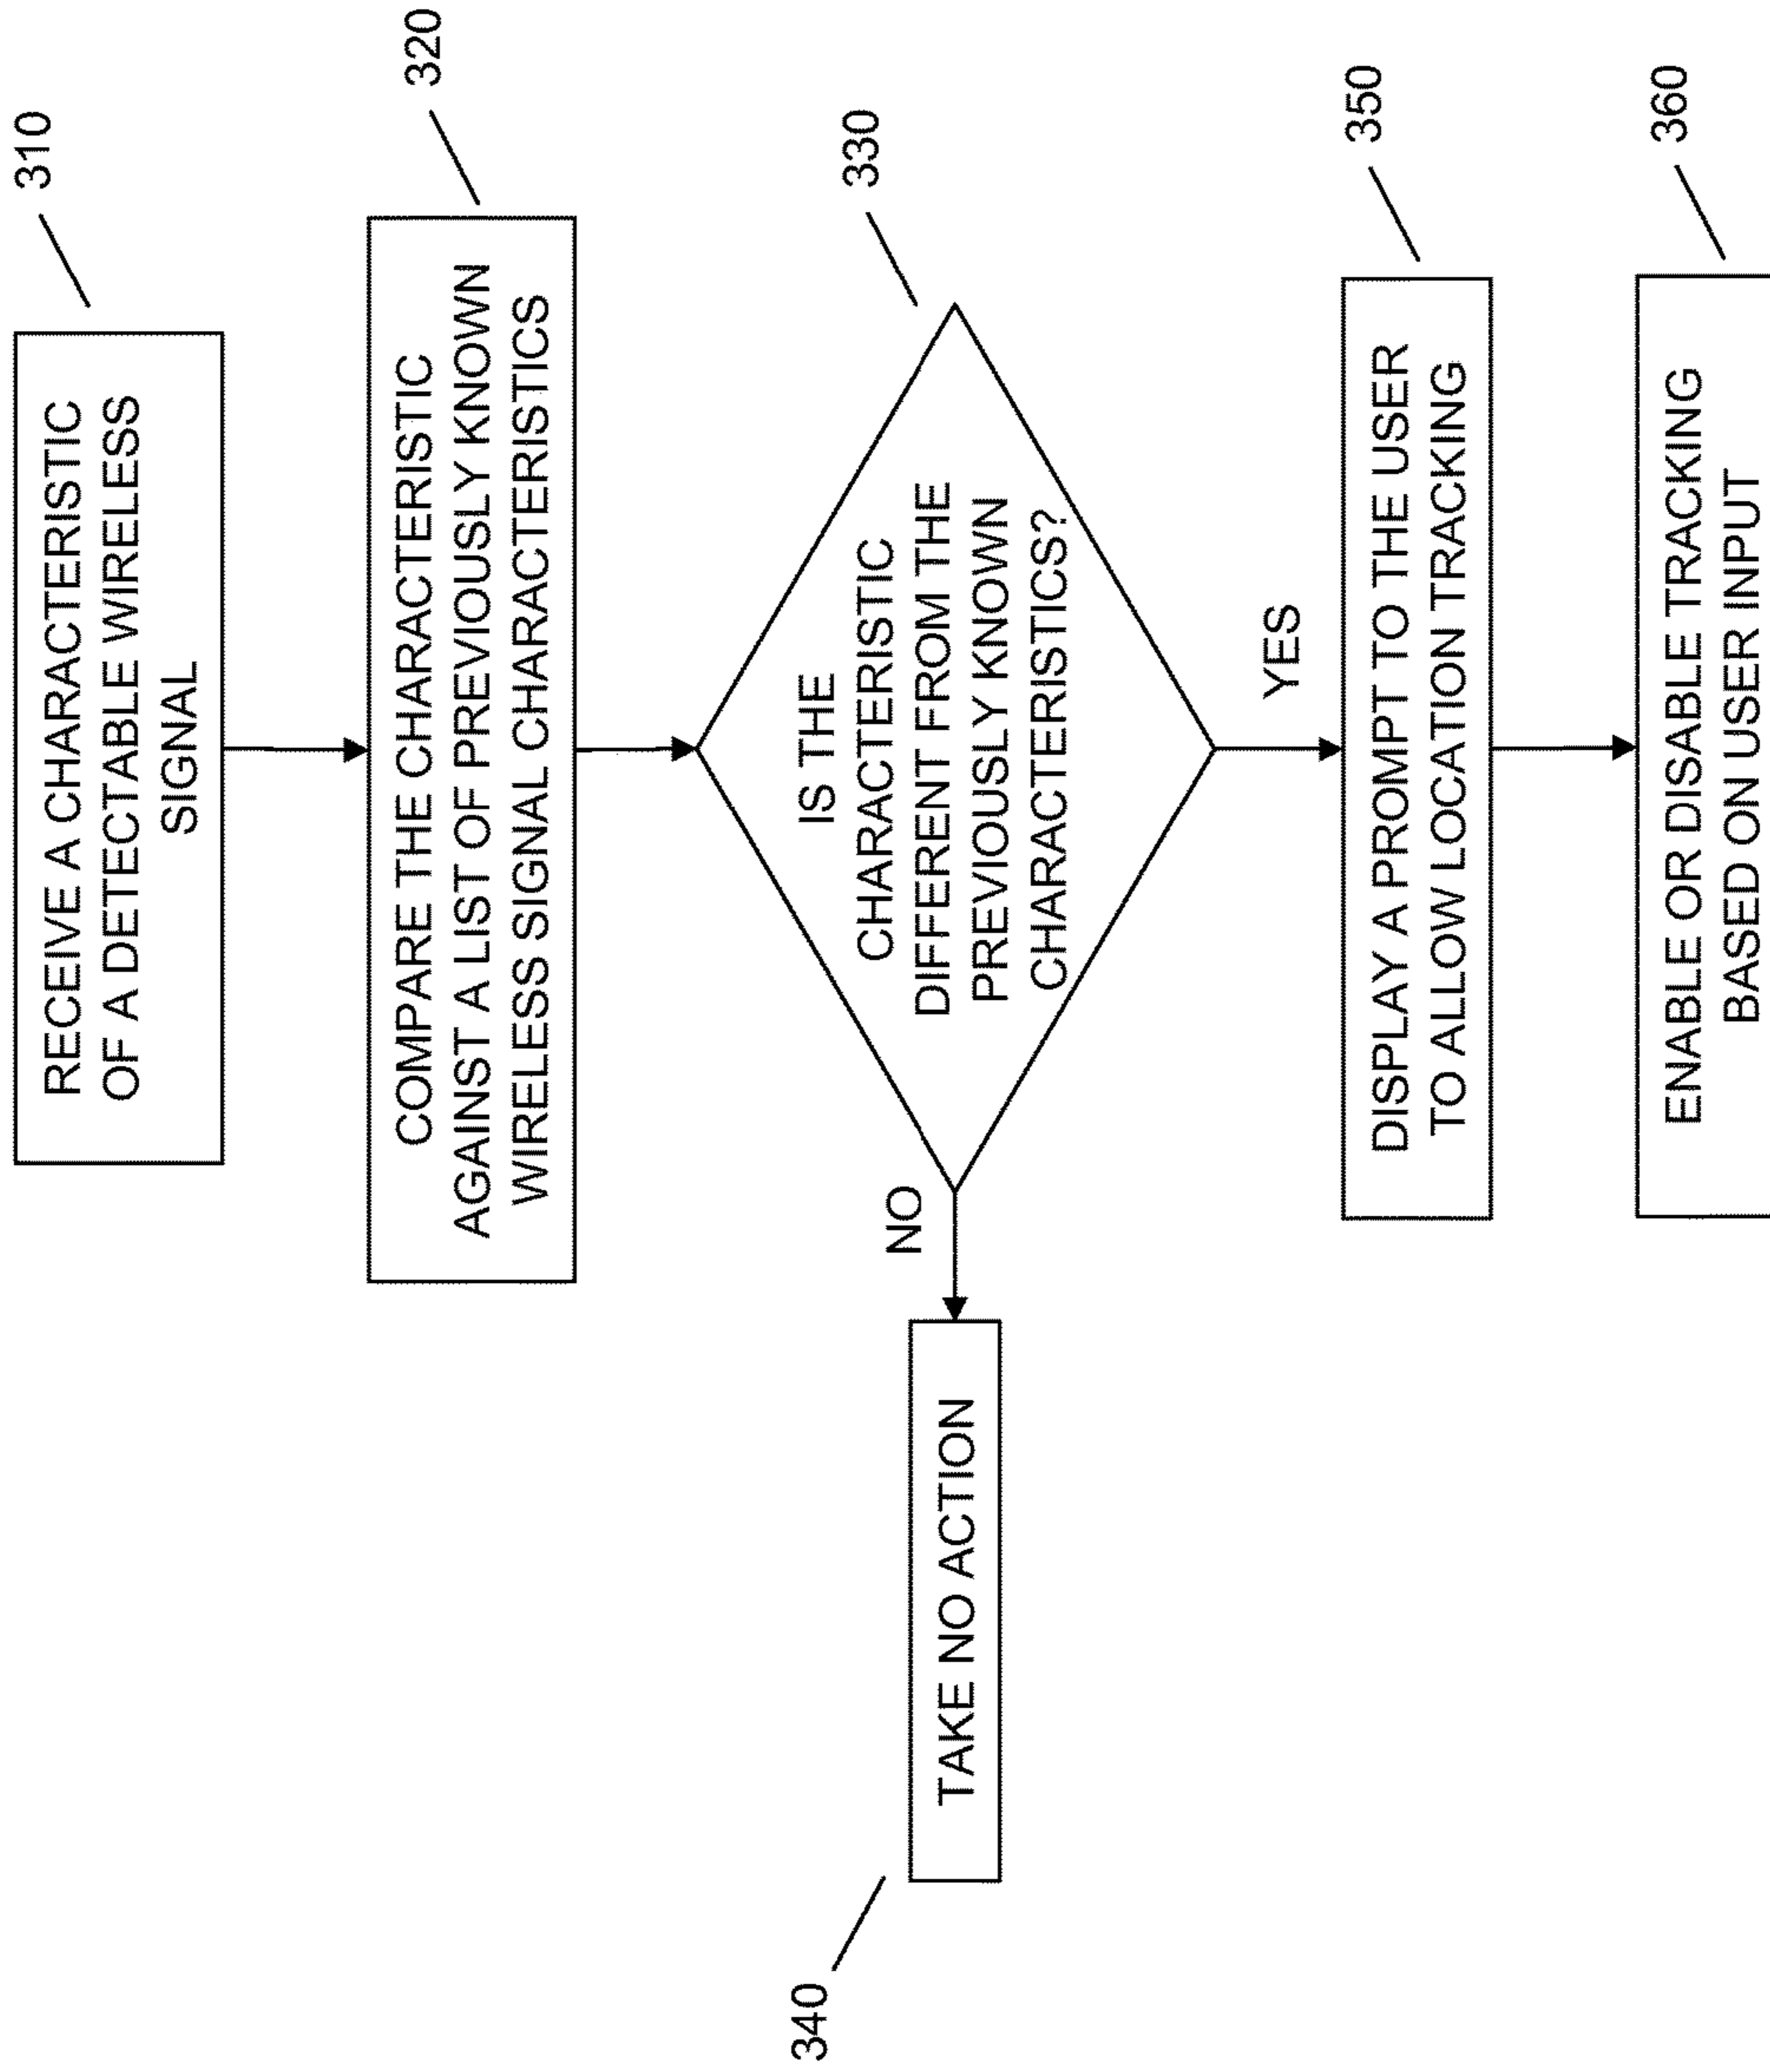 RECEIVE A CHARACTERISTIC
OF A DETECTABLE WIRELESS
SIGNAL
310
COMPARE THE CHARACTERISTIC
AGAINST A LIST OF PREVIOUSLY KNOWN
WIRELESS SIGNAL CHARACTERISTICS
320
IS THE
CHARACTERISTIC
DIFFERENT FROM THE
PREVIOUSLY KNOWN
CHARACTERISTICS?
330
NO
TAKE NO ACTION
340
YES
DISPLAY A PROMPT TO THE USER
TO ALLOW LOCATION TRACKING
350
ENABLE OR DISABLE TRACKING
BASED ON USER INPUT
360